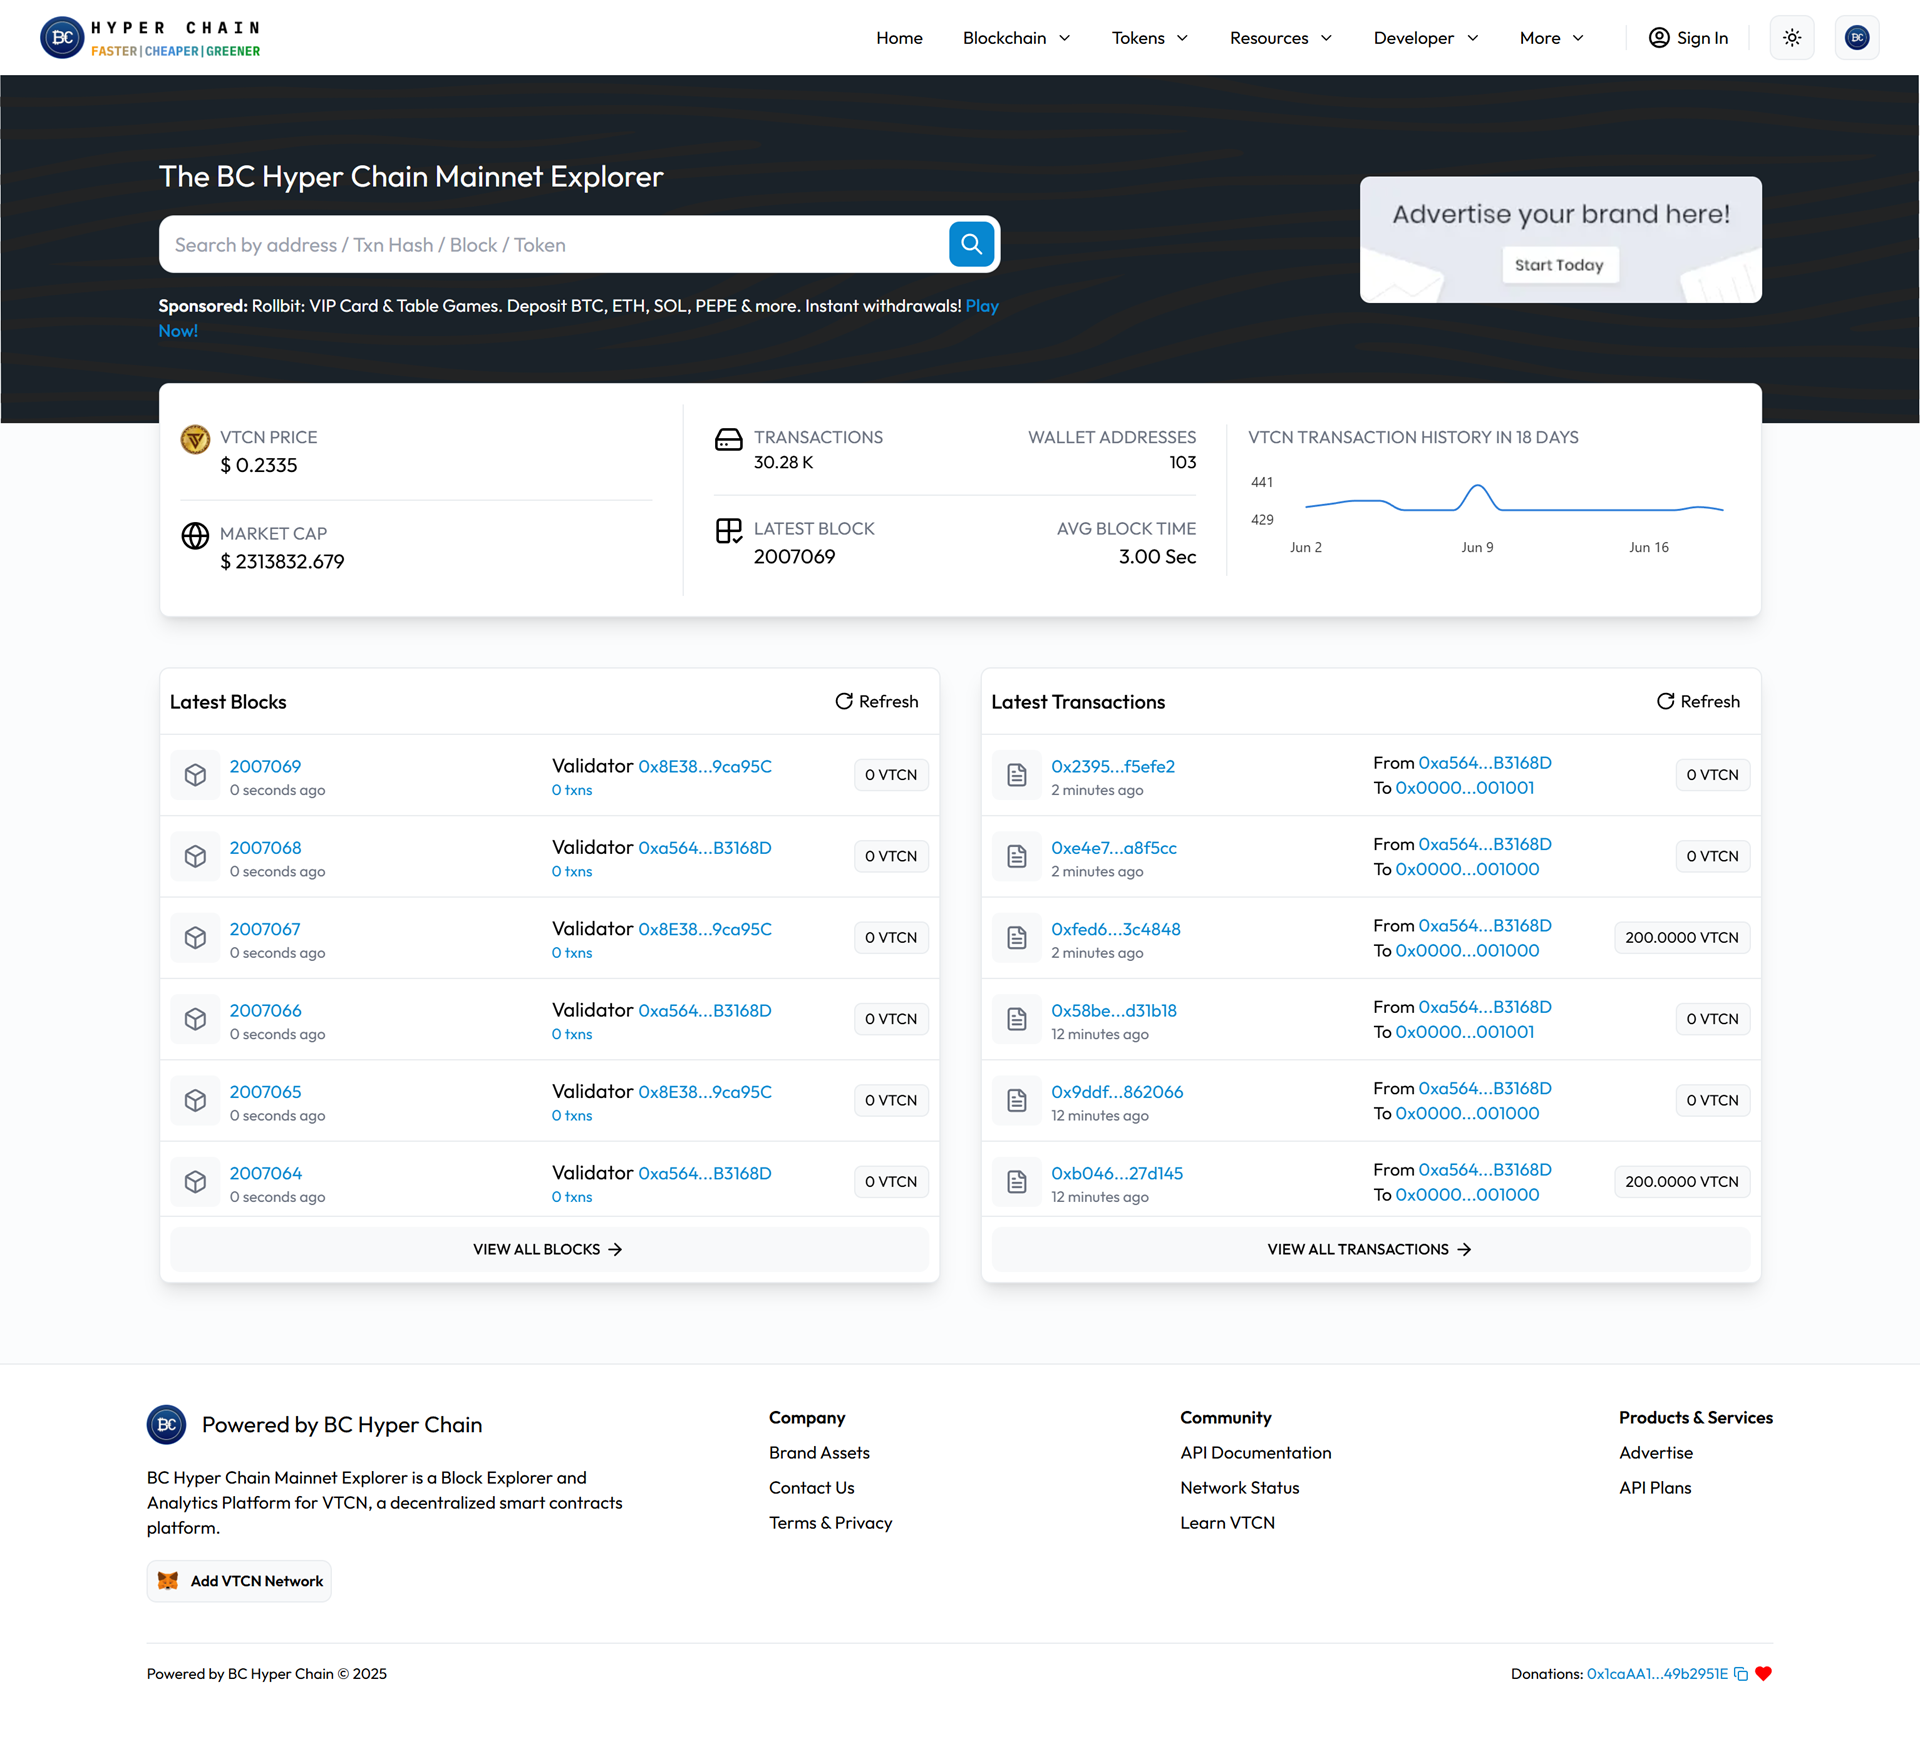 BC HYPER CHAIN
FASTER|CHEAPER|GREENER
Home
Blockchain
Tokens
Resources
Developer
More
Sign In
BC
The BC Hyper Chain Mainnet Explorer
Search by address / Txn Hash / Block / Token
Sponsored: Rollbit: VIP Card & Table Games. Deposit BTC, ETH, SOL, PEPE & more. Instant withdrawals! Play
Now!
Advertise your brand here!
Start Today
VTCN PRICE
$ 0.2335
MARKET CAP
$ 2313832.679
TRANSACTIONS
30.28 K
WALLET ADDRESSES
103
LATEST BLOCK
2007069
AVG BLOCK TIME
3.00 Sec
VTCN TRANSACTION HISTORY IN 18 DAYS
441
429
Jun 2
Jun 9
Jun 16
Latest Blocks
Refresh
2007069
0 seconds ago
Validator 0x8E38...9ca95C
0 txns
0 VTCN
2007068
0 seconds ago
Validator 0xa564...B3168D
0 txns
0 VTCN
2007067
0 seconds ago
Validator 0x8E38...9ca95C
0 txns
0 VTCN
2007066
0 seconds ago
Validator 0xa564...B3168D
0 txns
0 VTCN
2007065
0 seconds ago
Validator 0x8E38...9ca95C
0 txns
0 VTCN
2007064
0 seconds ago
Validator 0xa564...B3168D
0 txns
0 VTCN
VIEW ALL BLOCKS
Latest Transactions
Refresh
0x2395...f5efe2
2 minutes ago
From 0xa564...B3168D
To 0x0000...001001
0 VTCN
0xe4e7...a8f5cc
2 minutes ago
From 0xa564...B3168D
To 0x0000...001000
0 VTCN
0xfed6...3c4848
2 minutes ago
From 0xa564...B3168D
To 0x0000...001000
200.0000 VTCN
0x58be...d31b18
12 minutes ago
From 0xa564...B3168D
To 0x0000...001001
0 VTCN
0x9ddf...862066
12 minutes ago
From 0xa564...B3168D
To 0x0000...001000
0 VTCN
0xb046...27d145
12 minutes ago
From 0xa564...B3168D
To 0x0000...001000
200.0000 VTCN
VIEW ALL TRANSACTIONS
BC
Powered by BC Hyper Chain
BC Hyper Chain Mainnet Explorer is a Block Explorer and
Analytics Platform for VTCN, a decentralized smart contracts
platform.
Add VTCN Network
Company
Brand Assets
Contact Us
Terms & Privacy
Community
API Documentation
Network Status
Learn VTCN
Products & Services
Advertise
API Plans
Powered by BC Hyper Chain © 2025
Donations: 0x1caAA1...49b2951E